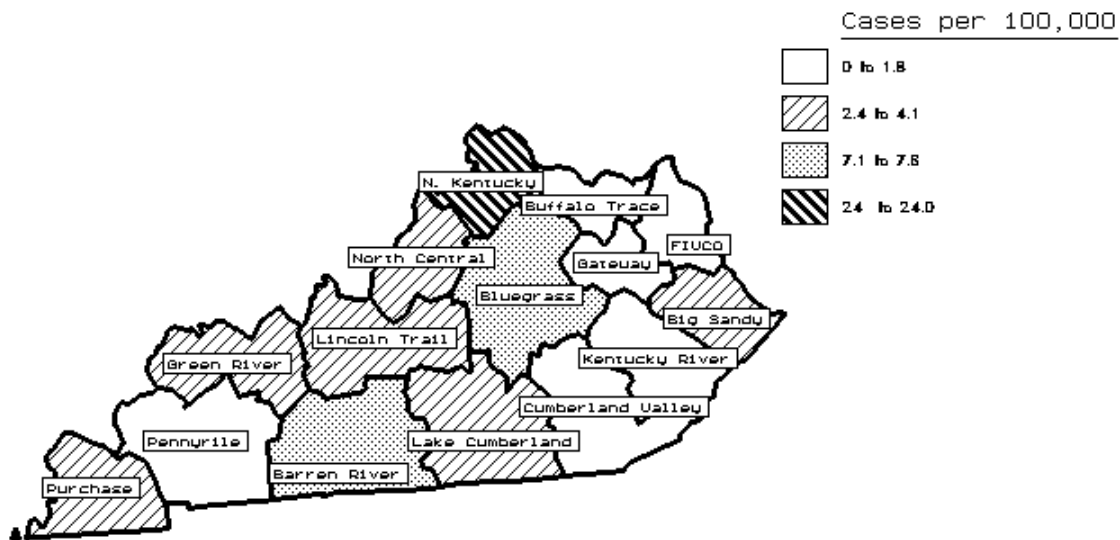 Cases per 100,000
0 to 1.8
2.4 to 4.1
7.1 to 7.8
24 to 24.0
N. Kentucky
Buffalo Trace
FIVCO
North Central
Gateway
Bluegrass
Big Sandy
Lincoln Trail
Kentucky River
Green River
Cumberland Valley
Pennyrile
Lake Cumberland
Barren River
Purchase